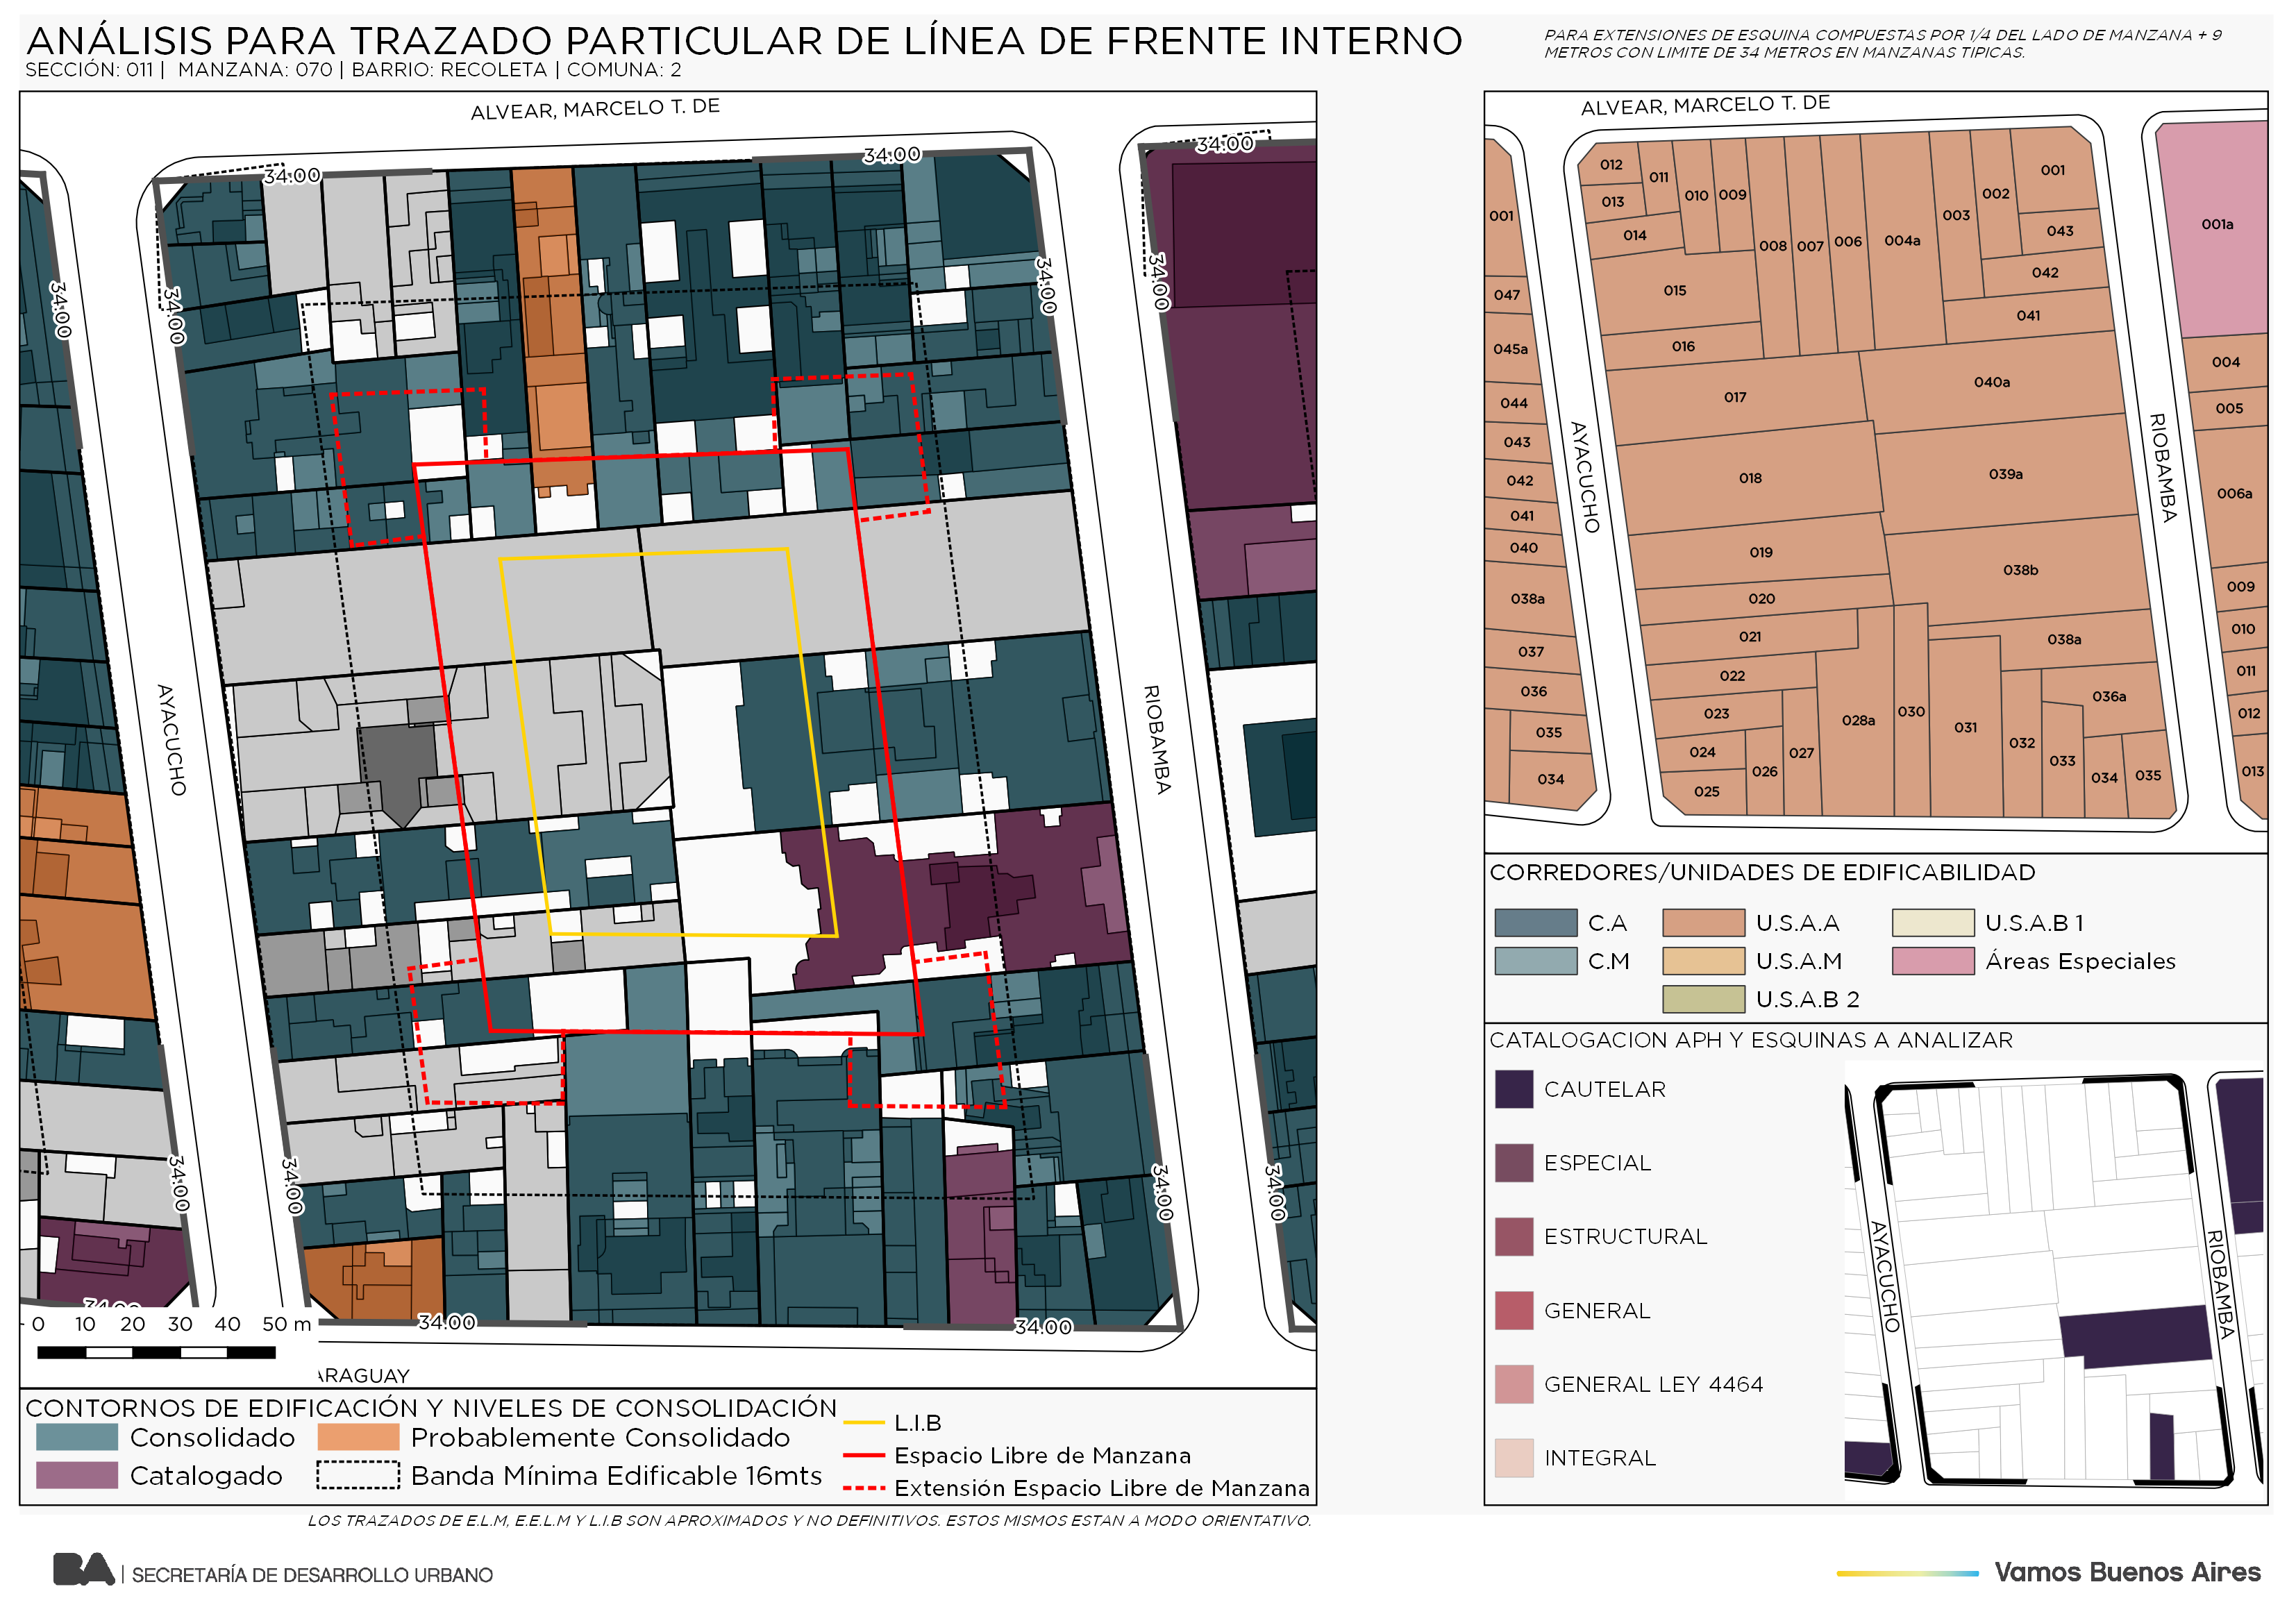 ANÁLISIS PARA TRAZADO PARTICULAR DE LÍNEA DE FRENTE INTERNO
SECCIÓN: 011 | MANZANA: 070 | BARRIO: RECOLETA | COMUNA: 2
PARA EXTENSIONES DE ESQUINA COMPUESTAS POR 1/4 DEL LADO DE MANZANA + 9
METROS CON LIMITE DE 34 METROS EN MANZANAS TIPICAS.
ALVEAR, MARCELO T. DE
34.00
34.00
34.00
34.00
34.00
34.00
34.00
AYACUCHO
RIOBAMBA
34.00
34.00
34.00
34.00
34.00
34.00
34.00
0 10 20 30 40 50 m
ARAGUAY
CONTORNOS DE EDIFICACIÓN Y NIVELES DE CONSOLIDACIÓN
Consolidado
Probablemente Consolidado
Catalogado
Banda Mínima Edificable 16mts
L.I.B
Espacio Libre de Manzana
Extensión Espacio Libre de Manzana
LOS TRAZADOS DE E.L.M, E.E.L.M Y L.I.B SON APROXIMADOS Y NO DEFINITIVOS. ESTOS MISMOS ESTAN A MODO ORIENTATIVO.
ALVEAR, MARCELO T. DE
AYACUCHO
RIOBAMBA
001
047
045a
044
043
042
041
040
038a
037
036
035
034
012
011
010
009
013
014
008
007
006
004a
003
002
001
043
042
041
015
016
017
040a
018
039a
019
038b
020
021
038a
022
023
024
025
026
027
028a
030
031
032
033
036a
034
035
001a
004
005
006a
009
010
011
012
013
CORREDORES/UNIDADES DE EDIFICABILIDAD
C.A
U.S.A.A
U.S.A.B 1
C.M
U.S.A.M
Áreas Especiales
U.S.A.B 2
CATALOGACION APH Y ESQUINAS A ANALIZAR
CAUTELAR
ESPECIAL
ESTRUCTURAL
GENERAL
GENERAL LEY 4464
INTEGRAL
AYACUCHO
RIOBAMBA
BA | SECRETARÍA DE DESARROLLO URBANO
Vamos Buenos Aires